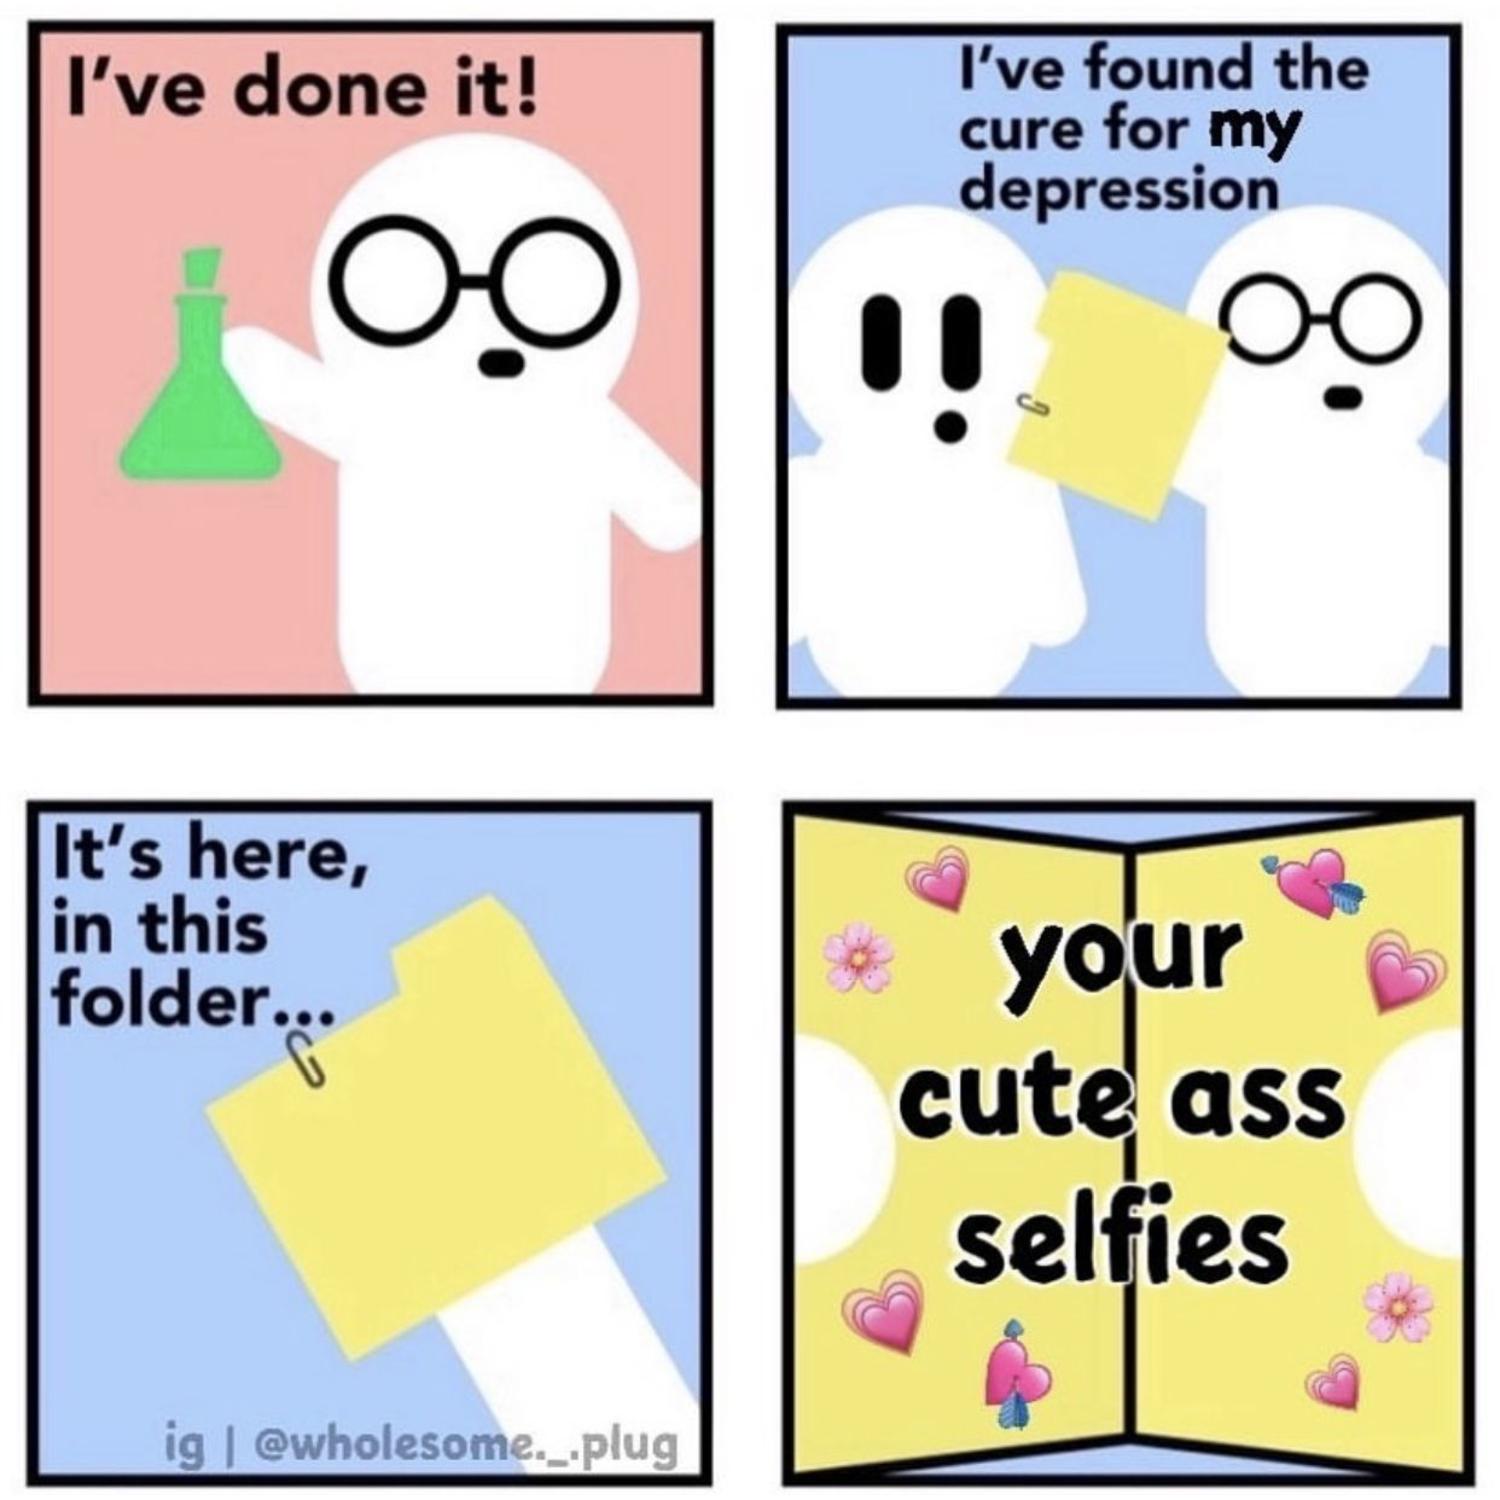 I've done it!
I've found the
cure for my
depression
It's here,
in this
folder...
ig | @wholesome._.plug
your
cute ass
selfies